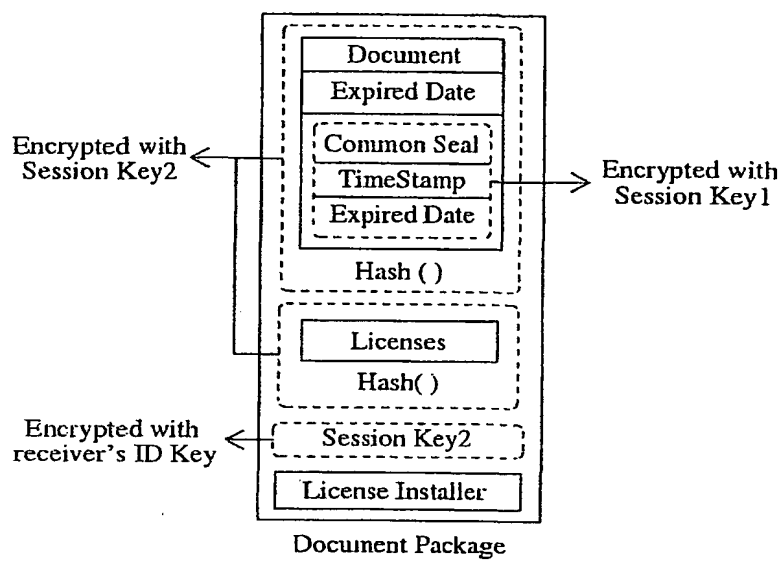 Document
Expired Date
Encrypted with
Session Key2
Common Seal
TimeStamp
Expired Date
Encrypted with
Session Key1
Hash ( )
Licenses
Hash( )
Encrypted with
receiver's ID Key
Session Key2
License Installer
Document Package